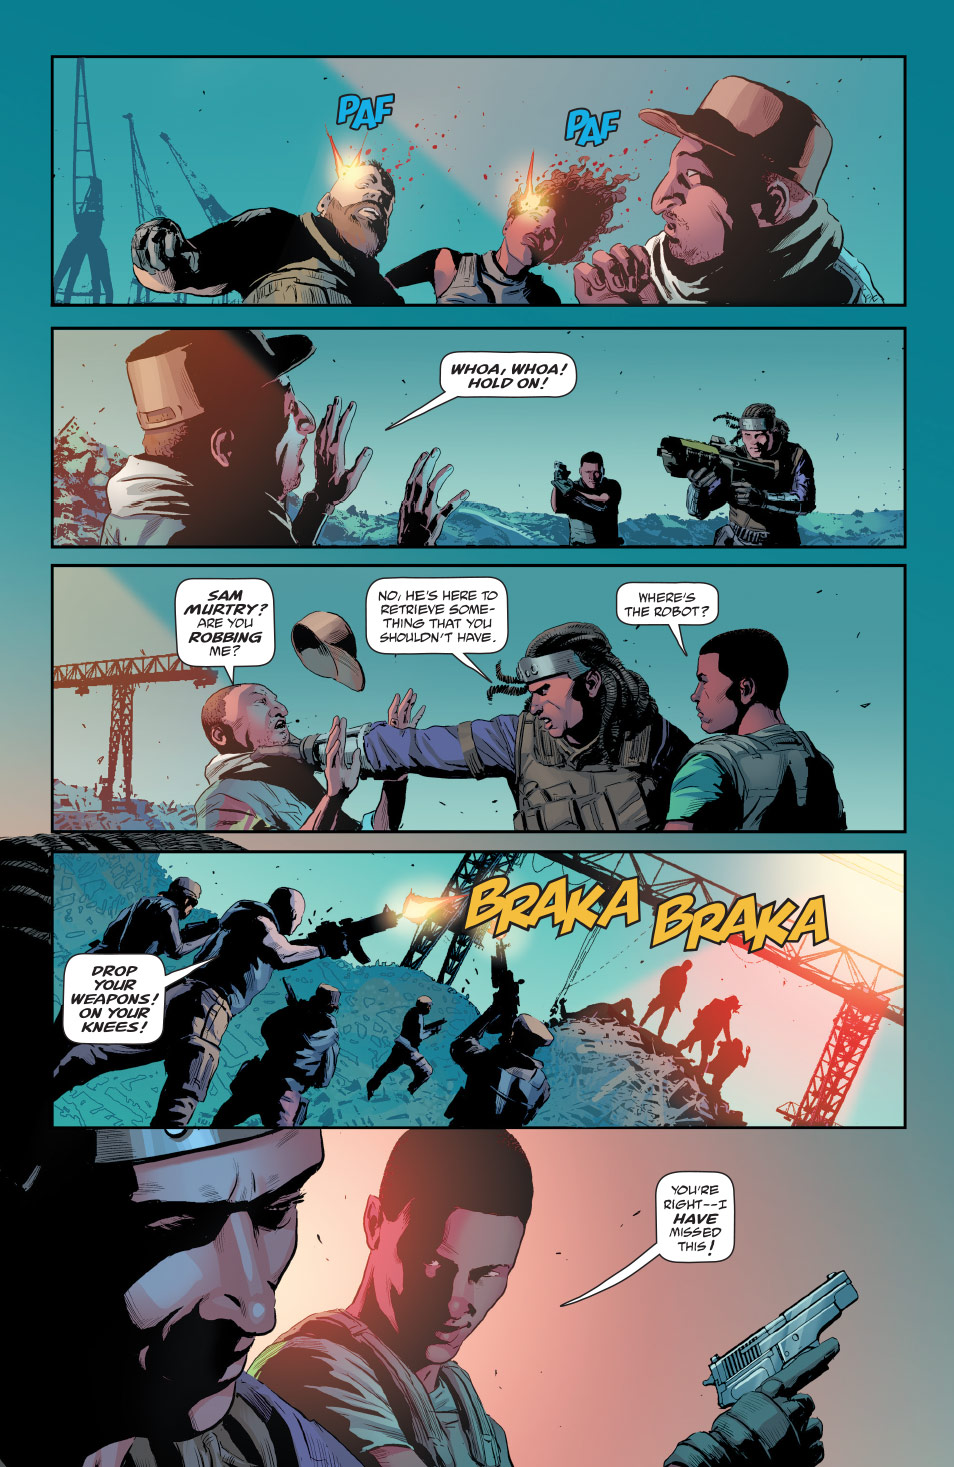 PAF
PAF
WHOA, WHOA!
HOLD ON!
SAM
MURTRY?
ARE YOU
ROBBING
ME?
NO, HE'S HERE TO
RETRIEVE SOME-
THING THAT YOU
SHOULDN'T HAVE.
WHERE'S
THE ROBOT?
BRAKA
BRAKA
DROP
YOUR
WEAPONS!
ON YOUR
KNEES!
YOU'RE
RIGHT--I
HAVE
MISSED
THIS!